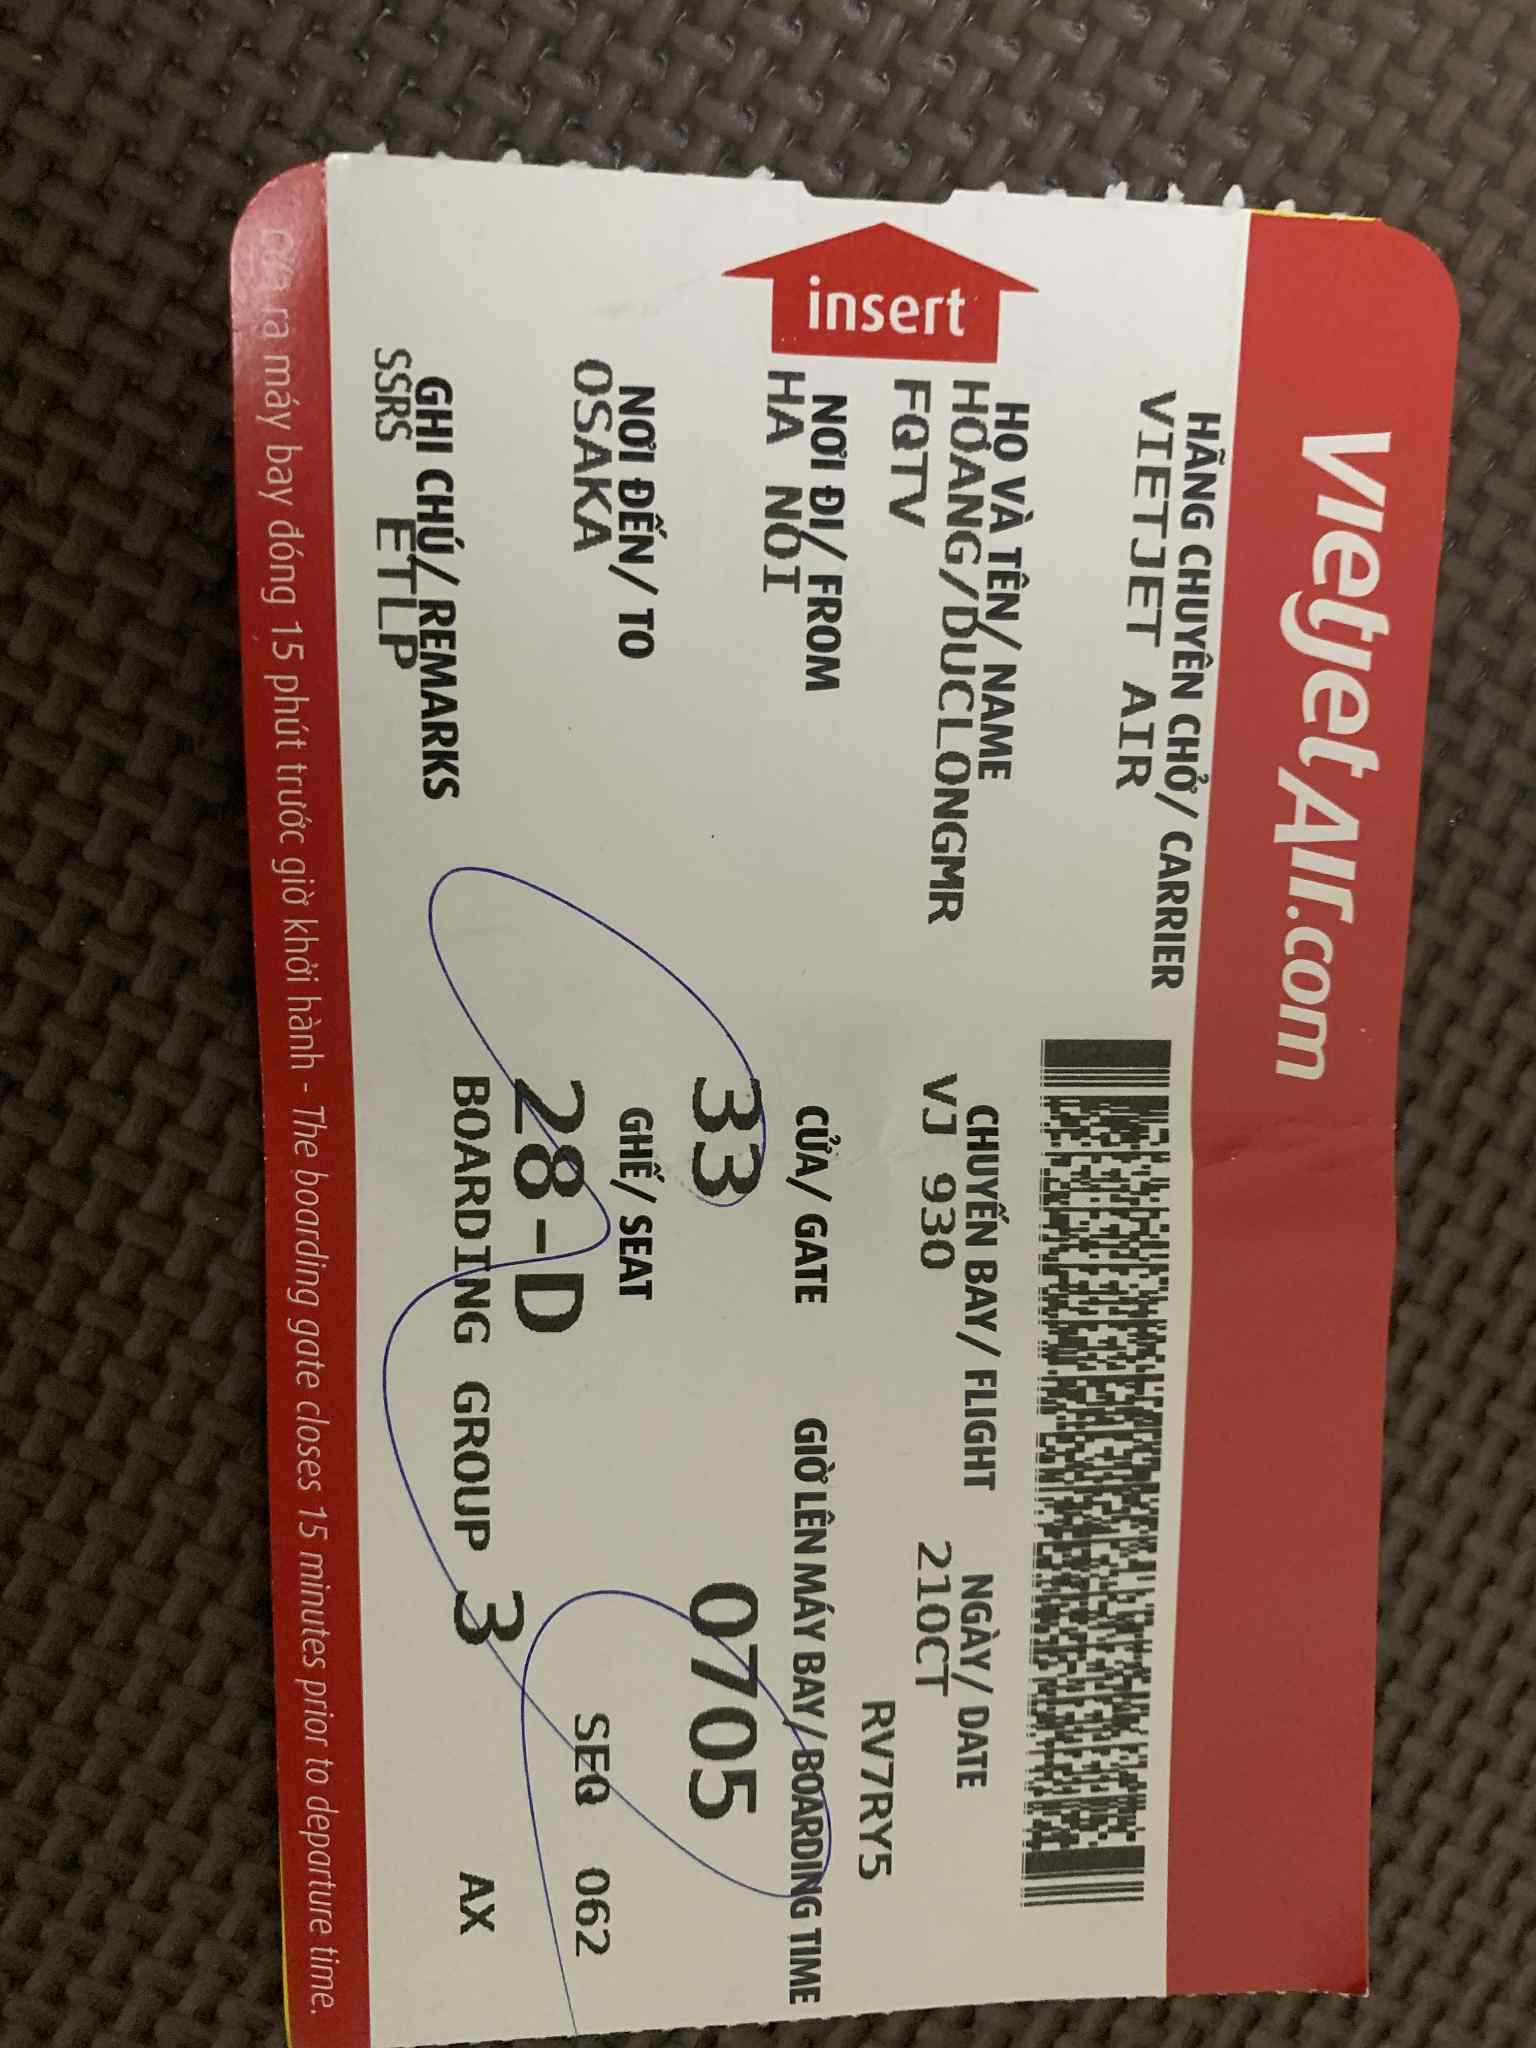 VietjetAir.com
HÃNG CHUYÊN CHỞ/ CARRIER
VIETJET AIR
insert
HỌ VÀ TÊN/ NAME
HOANG/DUCLONGMR
FQTV
CHUYẾN BAY/ FLIGHT
VJ 930
NGÀY/ DATE
21OCT
RV7RY5
NƠI ĐI/ FROM
HA NOI
CỬA/ GATE
33
GIỜ LÊN MÁY BAY/ BOARDING TIME
0705
NƠI ĐẾN/ TO
OSAKA
GHẾ/ SEAT
28-D
SEQ 062
GHI CHÚ/ REMARKS
SSRS ETLP
BOARDING GROUP 3 AX
Cửa ra máy bay đóng 15 phút trước giờ khởi hành - The boarding gate closes 15 minutes prior to departure time.